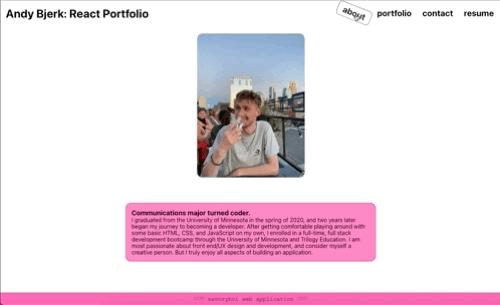 Andy Bjerk: React Portfolio
about
portfolio
contact
resume
Communications major turned coder.
I graduated from the University of Minnesota in the spring of 2020, and two years later
began my journey to becoming a developer. After getting comfortable playing around with
some basic HTML, CSS, and JavaScript on my own, I enrolled in a full-time, full stack
development bootcamp through the University of Minnesota and Trilogy Education. I am
most passionate about front end/UX design and development, and consider myself a
creative person. But I truly enjoy all aspects of building an application.
web application